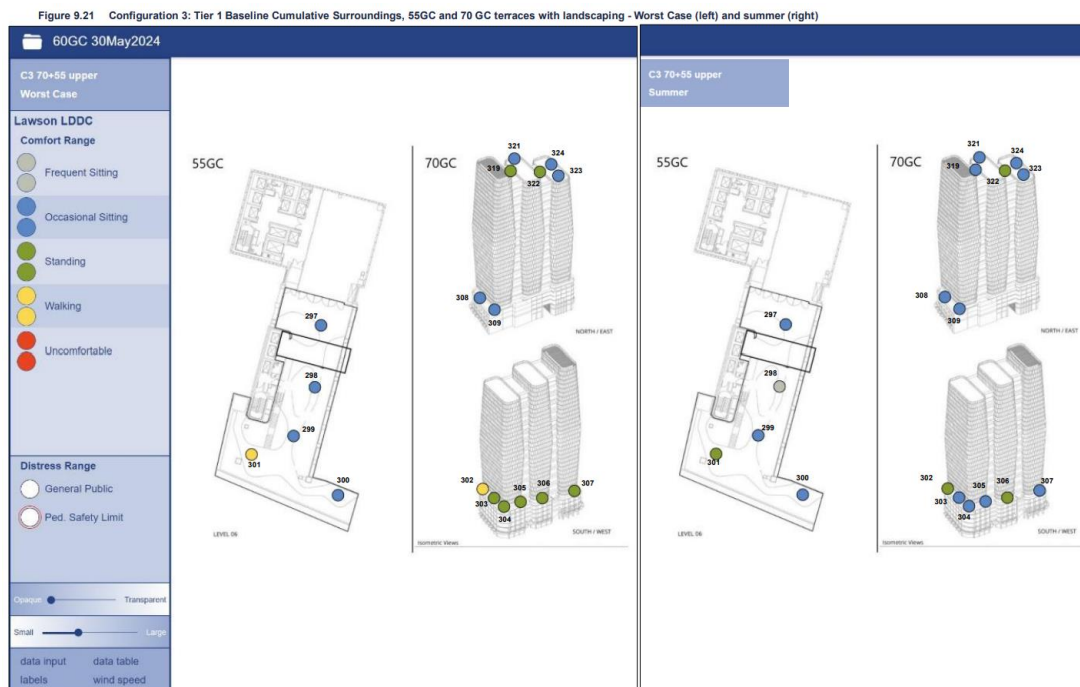 Figure 9.21 Configuration 3: Tier 1 Baseline Cumulative Surroundings, 55GC and 70 GC terraces with landscaping - Worst Case (left) and summer (right)
60GC 30May2024
C3 70+55 upper
Worst Case
Lawson LDDC
Comfort Range
Frequent Sitting
Occasional Sitting
Standing
Walking
Uncomfortable
Distress Range
General Public
Ped. Safety Limit
Opaque Transparent
Small Large
data input data table
labels wind speed
55GC
297
298
299
301
300
LEVEL 06
70GC
321
324
319
322
323
308
309
NORTH / EAST
302
303
304
305
306
307
SOUTH / WEST
Isometric Views
C3 70+55 upper
Summer
55GC
297
298
299
301
300
LEVEL 06
70GC
321
324
319
322
323
308
309
NORTH / EAST
302
303
304
305
306
307
SOUTH / WEST
Isometric Views